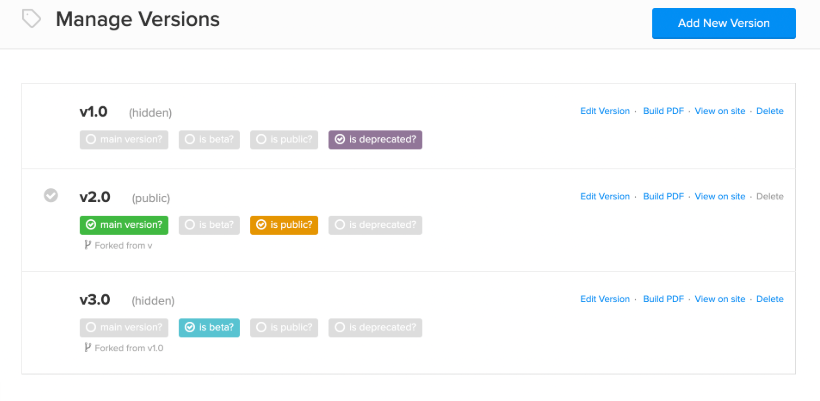 Manage Versions
Add New Version
v1.0 (hidden)
Edit Version · Build PDF · View on site · Delete
main version? is beta? is public? is deprecated?
v2.0 (public)
Edit Version · Build PDF · View on site · Delete
main version? is beta? is public? is deprecated?
Forked from v
v3.0 (hidden)
Edit Version · Build PDF · View on site · Delete
main version? is beta? is public? is deprecated?
Forked from v1.0